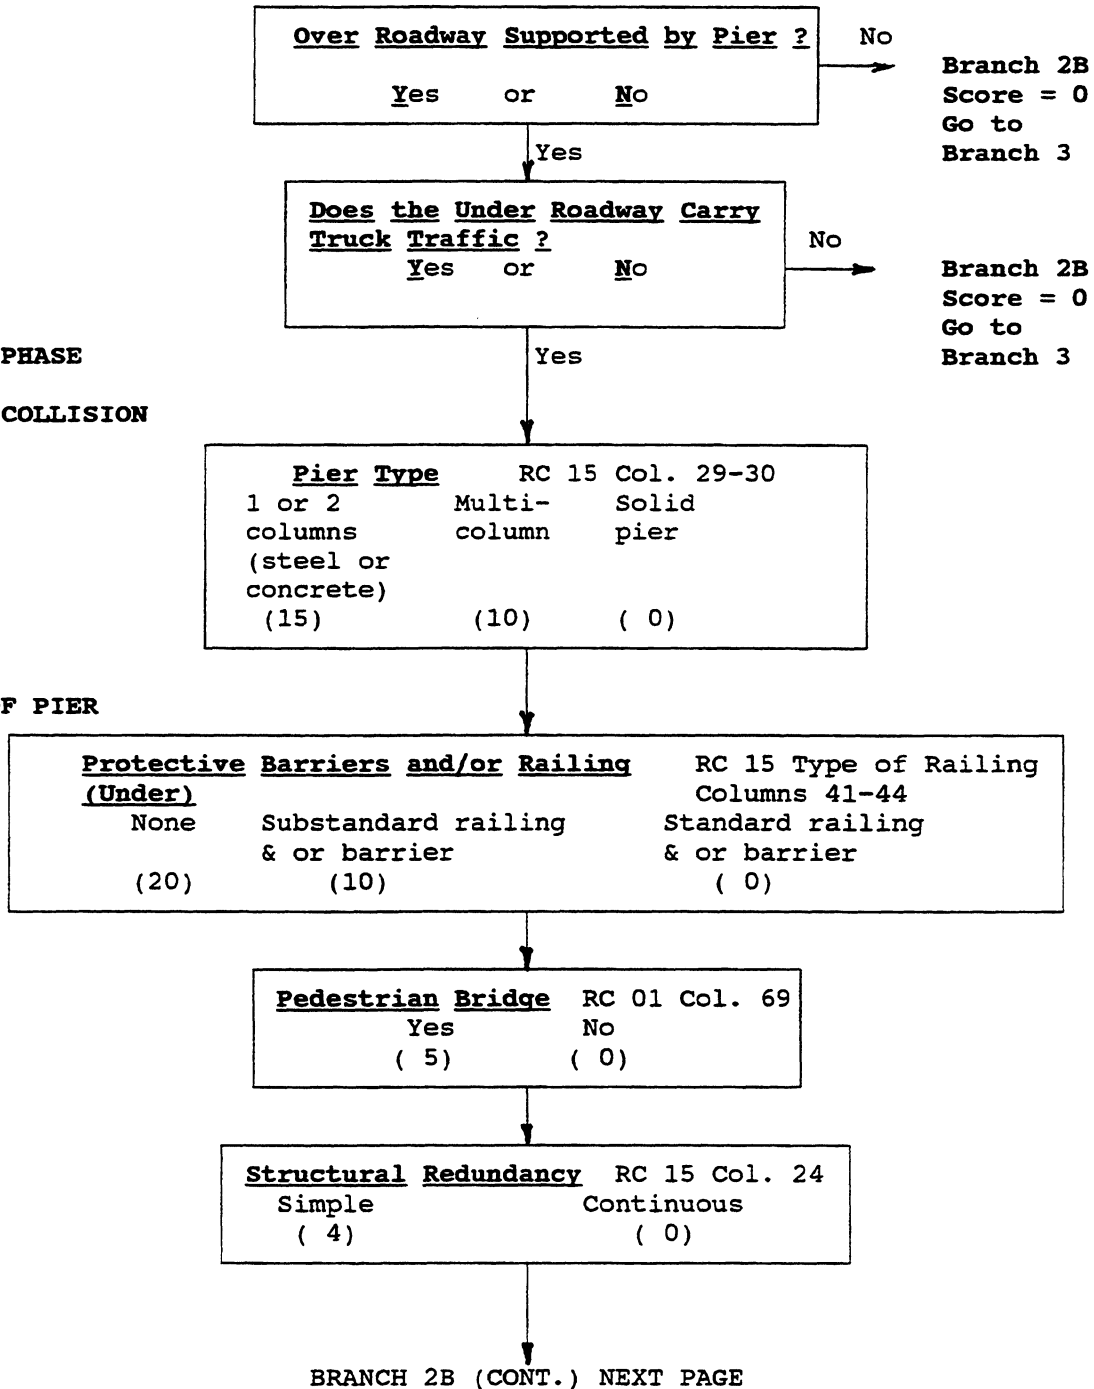 Over Roadway Supported by Pier ?
No
Yes or No
Branch 2B
Score = 0
Go to
Branch 3
Yes
Does the Under Roadway Carry
Truck Traffic ?
No
Yes or No
Branch 2B
Score = 0
Go to
Branch 3
PHASE
Yes
COLLISION
Pier Type RC 15 Col. 29-30
1 or 2 Multi- Solid
columns column pier
(steel or
concrete)
(15) (10) ( 0)
F PIER
Protective Barriers and/or Railing RC 15 Type of Railing
(Under) Columns 41-44
None Substandard railing Standard railing
& or barrier & or barrier
(20) (10) ( 0)
Pedestrian Bridge RC 01 Col. 69
Yes No
( 5) ( 0)
Structural Redundancy RC 15 Col. 24
Simple Continuous
( 4) ( 0)
BRANCH 2B (CONT.) NEXT PAGE